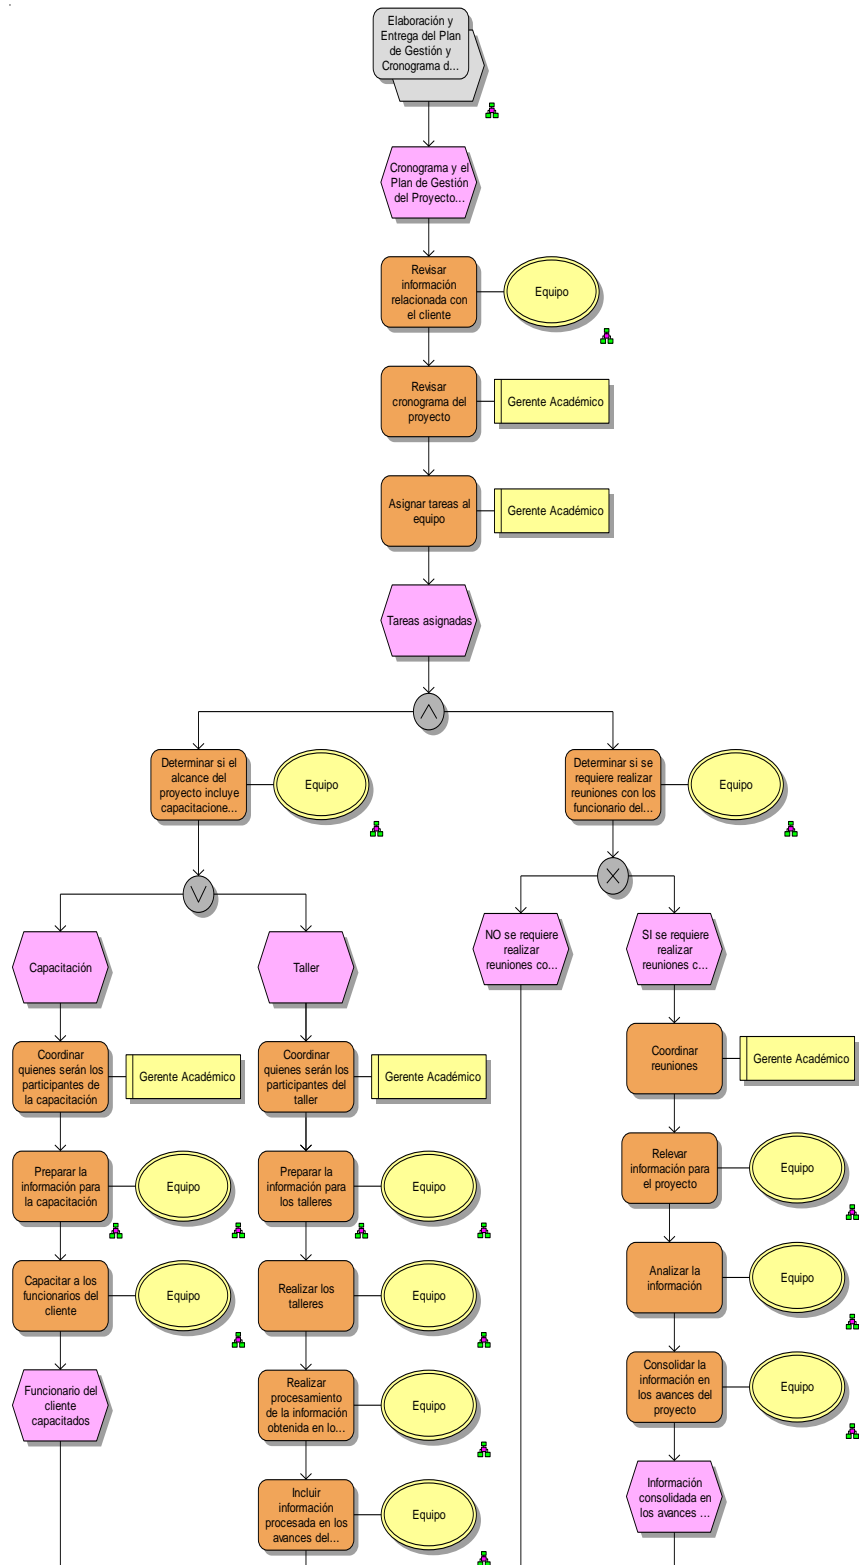 Elaboración y
Entrega del Plan
de Gestión y
Cronograma d...
Cronograma y el
Plan de Gestión
del Proyecto...
Revisar
información
relacionada con
el cliente
Equipo
Revisar
cronograma del
proyecto
Gerente Académico
Asignar tareas al
equipo
Gerente Académico
Tareas asignadas
Determinar si el
alcance del
proyecto incluye
capacitacione...
Equipo
Determinar si se
requiere realizar
reuniones con los
funcionario del...
Equipo
Capacitación
Taller
NO se requiere
realizar
reuniones co...
SI se requiere
realizar
reuniones c...
Coordinar
quienes serán los
participantes de
la capacitación
Gerente Académico
Coordinar
quienes serán los
participantes del
taller
Gerente Académico
Coordinar
reuniones
Gerente Académico
Preparar la
información para
la capacitación
Equipo
Preparar la
información para
los talleres
Equipo
Relevar
información para
el proyecto
Equipo
Capacitar a los
funcionarios del
cliente
Equipo
Realizar los
talleres
Equipo
Analizar la
información
Equipo
Funcionario del
cliente
capacitados
Realizar
procesamiento
de la información
obtenida en lo...
Equipo
Consolidar la
información en
los avances del
proyecto
Equipo
Incluir
información
procesada en los
avances del...
Equipo
Información
consolidada en
los avances ...